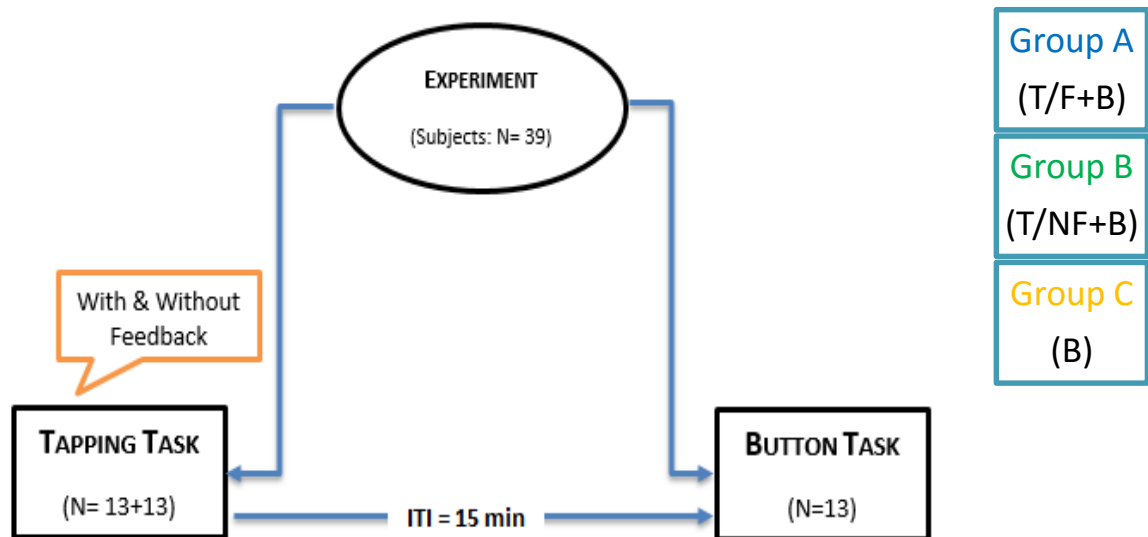 EXPERIMENT
(Subjects: N= 39)
Group A
(T/F+B)
Group B
(T/NF+B)
Group C
(B)
With & Without
Feedback
TAPPING TASK
(N= 13+13)
ITI = 15 min
BUTTON TASK
(N=13)